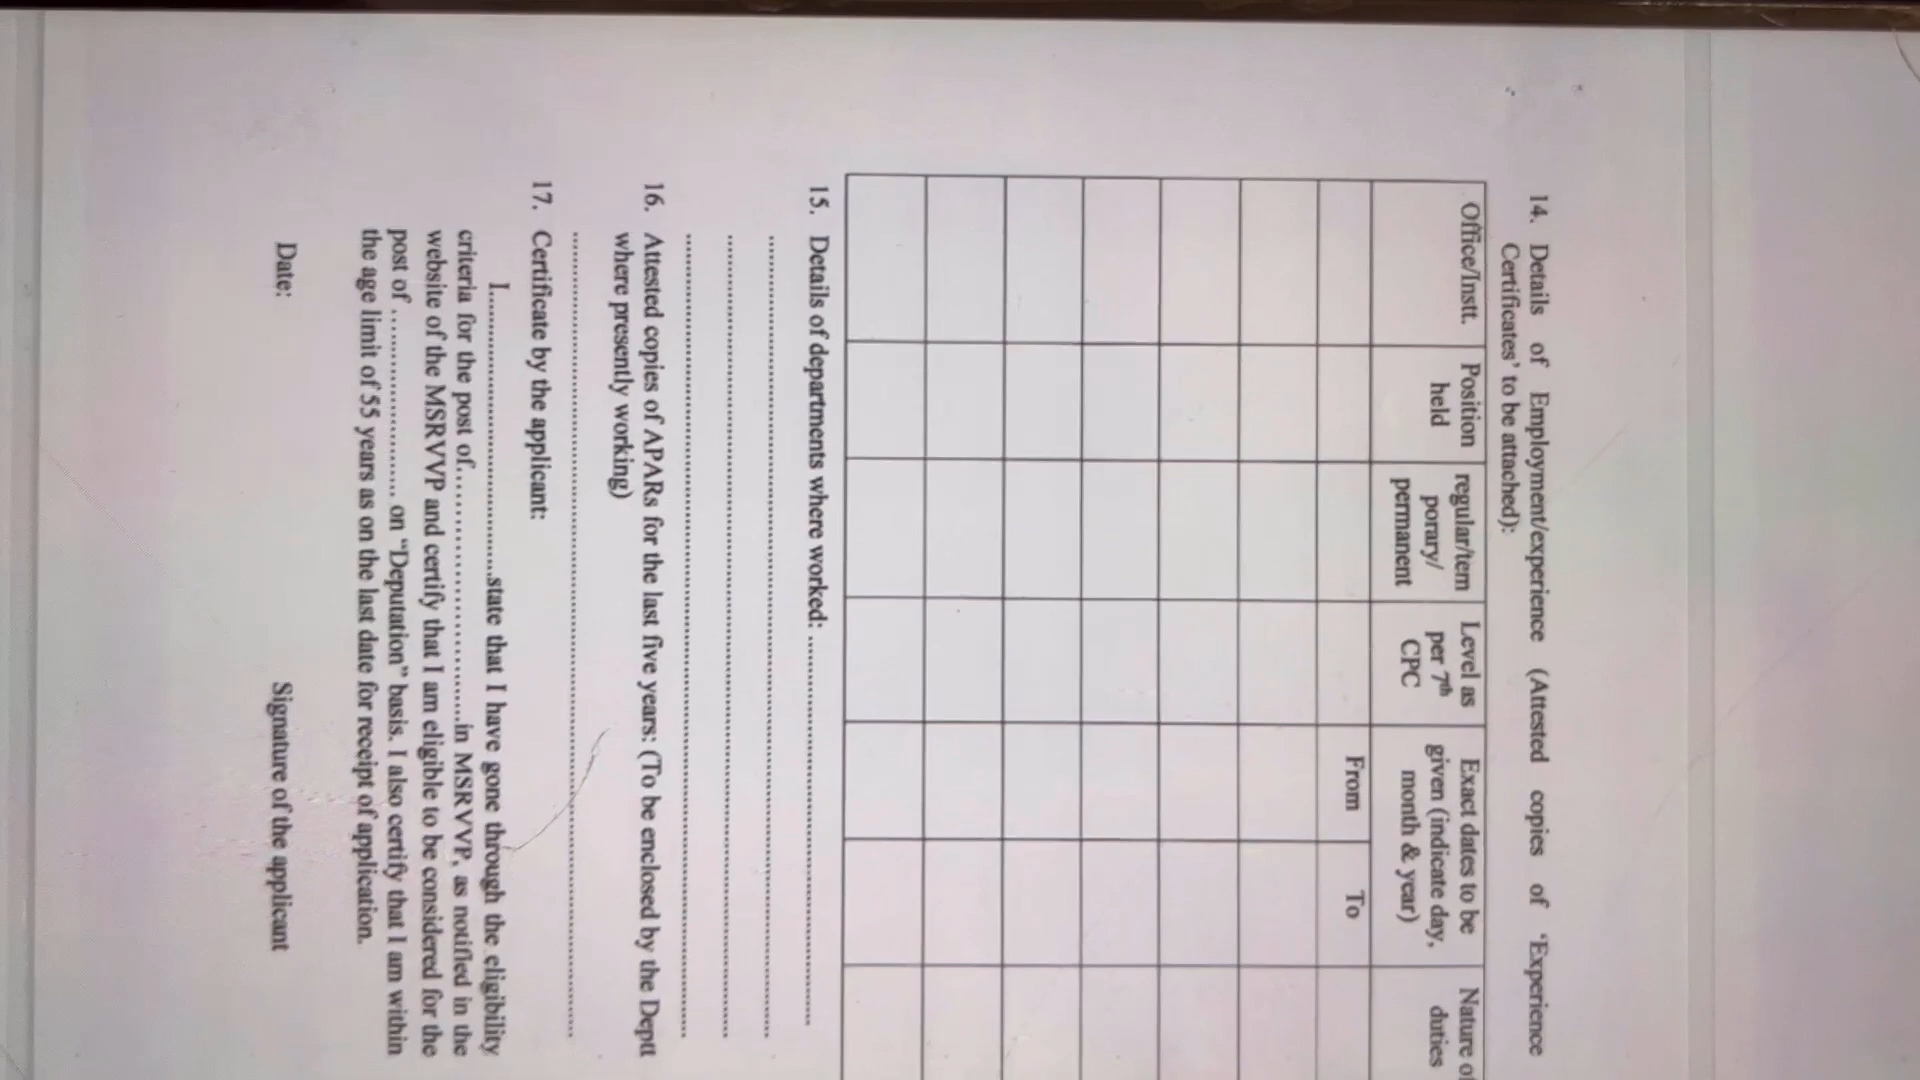 14. Details of Employment/experience (Attested copies of ‘Experience
Certificates’ to be attached):
Office/Instt. Position held regular/tem porary/ permanent Level as per 7th CPC Exact dates to be given (indicate day, month & year) Nature of duties
From To
15. Details of departments where worked: ..........................................................
................................................................................................................
................................................................................................................
16. Attested copies of APARs for the last five years: (To be enclosed by the Deptt
where presently working)
................................................................................................................
................................................................................................................
17. Certificate by the applicant:
I........................................state that I have gone through the eligibility
criteria for the post of..............................in MSRVVP, as notified in the
website of the MSRVVP and certify that I am eligible to be considered for the
post of ........................... on “Deputation” basis. I also certify that I am within
the age limit of 55 years as on the last date for receipt of application.
Date: Signature of the applicant